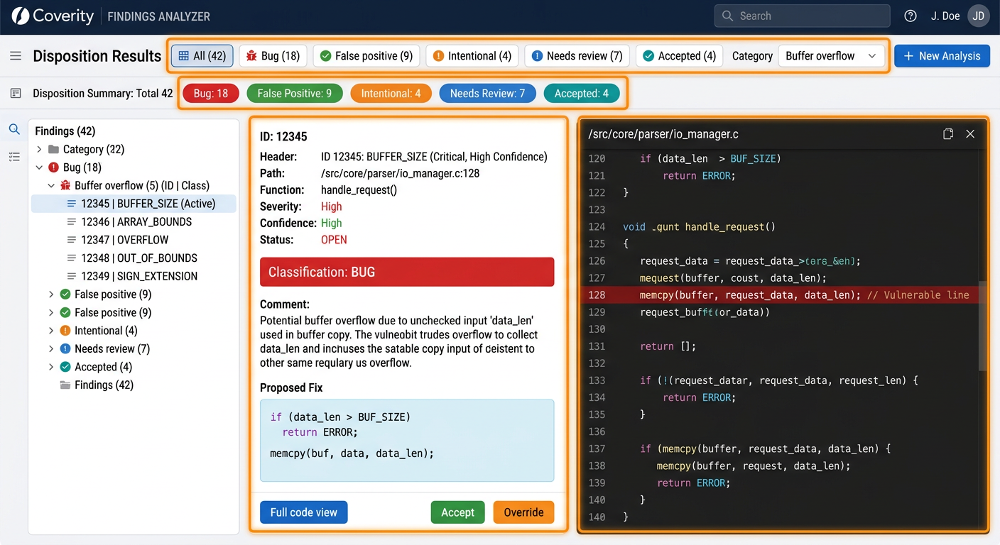 Coverity FINDINGS ANALYZER Search J. Doe JD
Disposition Results All (42) Bug (18) False positive (9) Intentional (4) Needs review (7) Accepted (4) Category Buffer overflow + New Analysis
Disposition Summary: Total 42 Bug: 18 False Positive: 9 Intentional: 4 Needs Review: 7 Accepted: 4
Findings (42)
Category (22)
Bug (18)
Buffer overflow (5) (ID | Class)
12345 | BUFFER_SIZE (Active)
12346 | ARRAY_BOUNDS
12347 | OVERFLOW
12348 | OUT_OF_BOUNDS
12349 | SIGN_EXTENSION
False positive (9)
False positive (9)
Intentional (4)
Needs review (7)
Accepted (4)
Findings (42)
ID: 12345
Header: ID 12345: BUFFER_SIZE (Critical, High Confidence)
Path: /src/core/parser/io_manager.c:128
Function: handle_request()
Severity: High
Confidence: High
Status: OPEN
Classification: BUG
Comment:
Potential buffer overflow due to unchecked input 'data_len'
used in buffer copy. The vulneobit trudes overflow to collect
data_len and inchuses the satable copy input of deistent to
other same requlary us overflow.
Proposed Fix
if (data_len > BUF_SIZE)
return ERROR;
memcpy(buf, data, data_len);
Full code view Accept Override
/src/core/parser/io_manager.c
120 if (data_len > BUF_SIZE)
121 return ERROR;
122 }
123
124 void handle_request()
125 {
126 request_data =
127 mequest(buffer, coust, data_len);
128 memcpy(buffer, request_data, data_len); // Vulnerable line
129
130
131 return [];
132
133 if (!(request_datar, request_data, request_len) {
134 return ERROR;
135 }
136
137 if (memcpy(buffer, request_data, data_len) {
138 memcpy(buffer, request, data_len);
139 return ERROR;
140 }
140 }